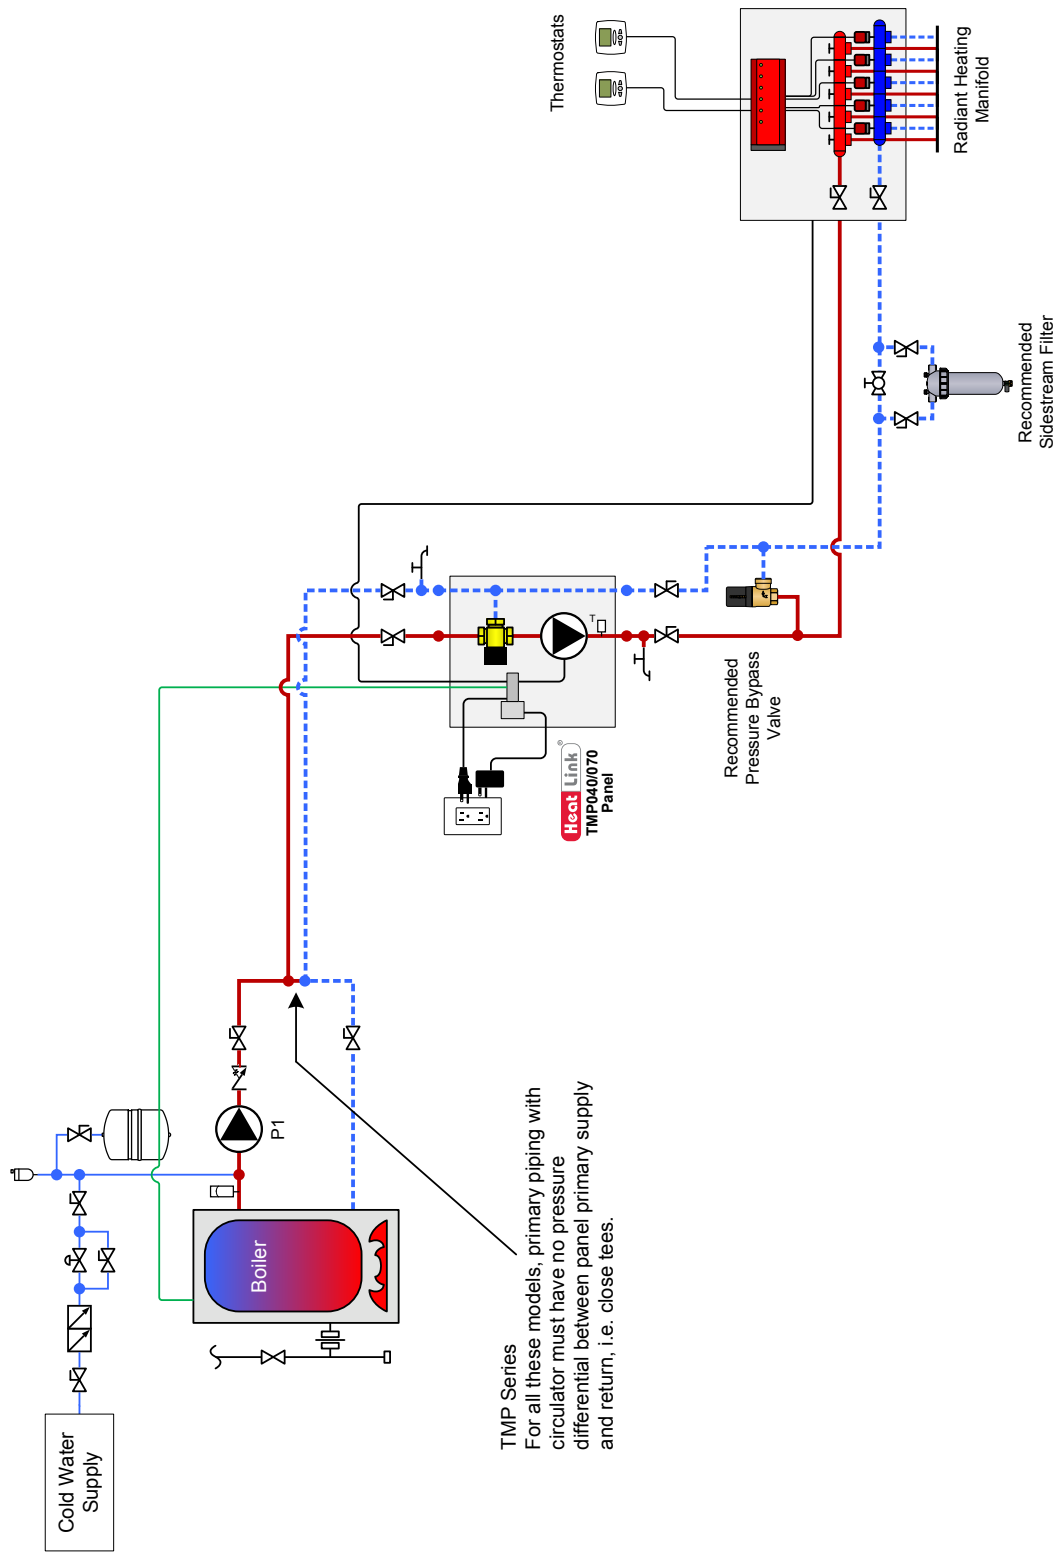 Cold Water
Supply
Boiler
P1
TMP Series
For all these models, primary piping with
circulator must have no pressure
differential between panel primary supply
and return, i.e. close tees.
Heat Link®
TMP040/070
Panel
T
Recommended
Pressure Bypass
Valve
Thermostats
Radiant Heating
Manifold
Recommended
Sidestream Filter